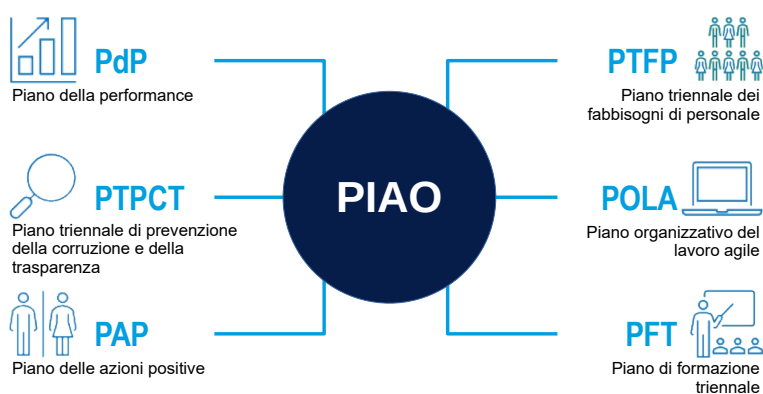 PdP
Piano della performance
PTPCT
Piano triennale di prevenzione
della corruzione e della
trasparenza
PAP
Piano delle azioni positive
PIAO
PTFP
Piano triennale dei
fabbisogni di personale
POLA
Piano organizzativo del
lavoro agile
PFT
Piano di formazione
triennale